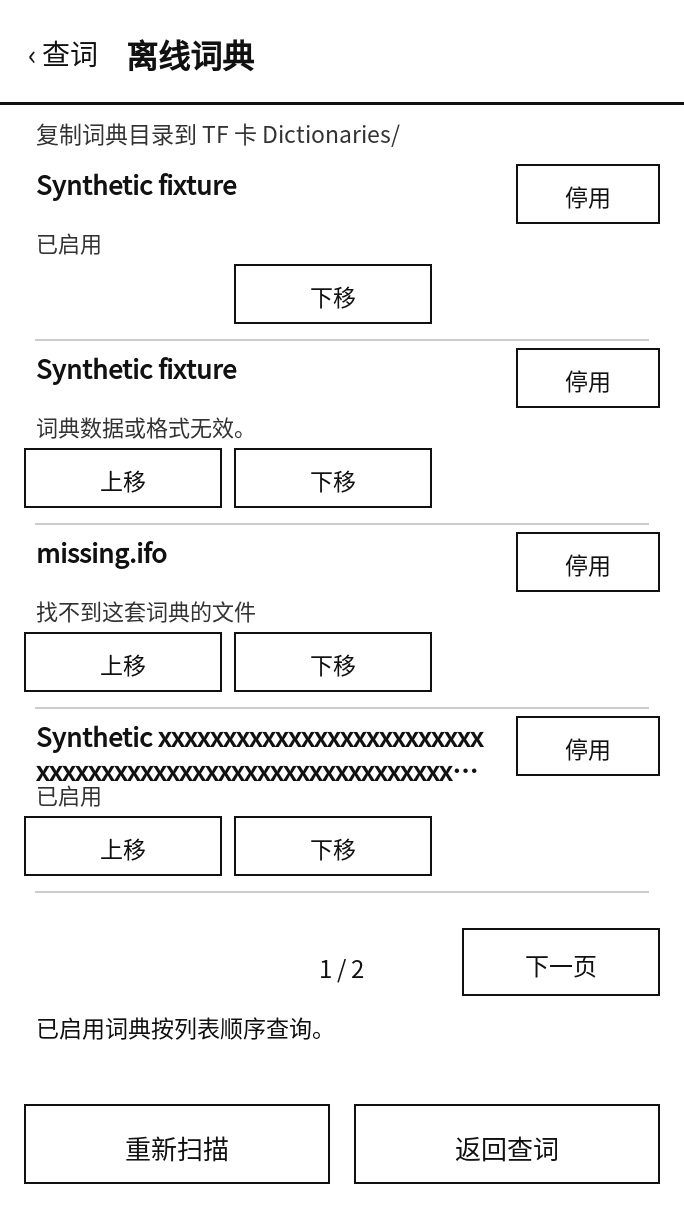 ‹ 查词 离线词典
复制词典目录到 TF 卡 Dictionaries/
Synthetic fixture 停用
已启用
下移
Synthetic fixture 停用
词典数据或格式无效。
上移 下移
missing.ifo 停用
找不到这套词典的文件
上移 下移
Synthetic xxxxxxxxxxxxxxxxxxxxxxxxx 停用
xxxxxxxxxxxxxxxxxxxxxxxxxxxxxxxx…
已启用
上移 下移
1 / 2 下一页
已启用词典按列表顺序查询。
重新扫描 返回查词